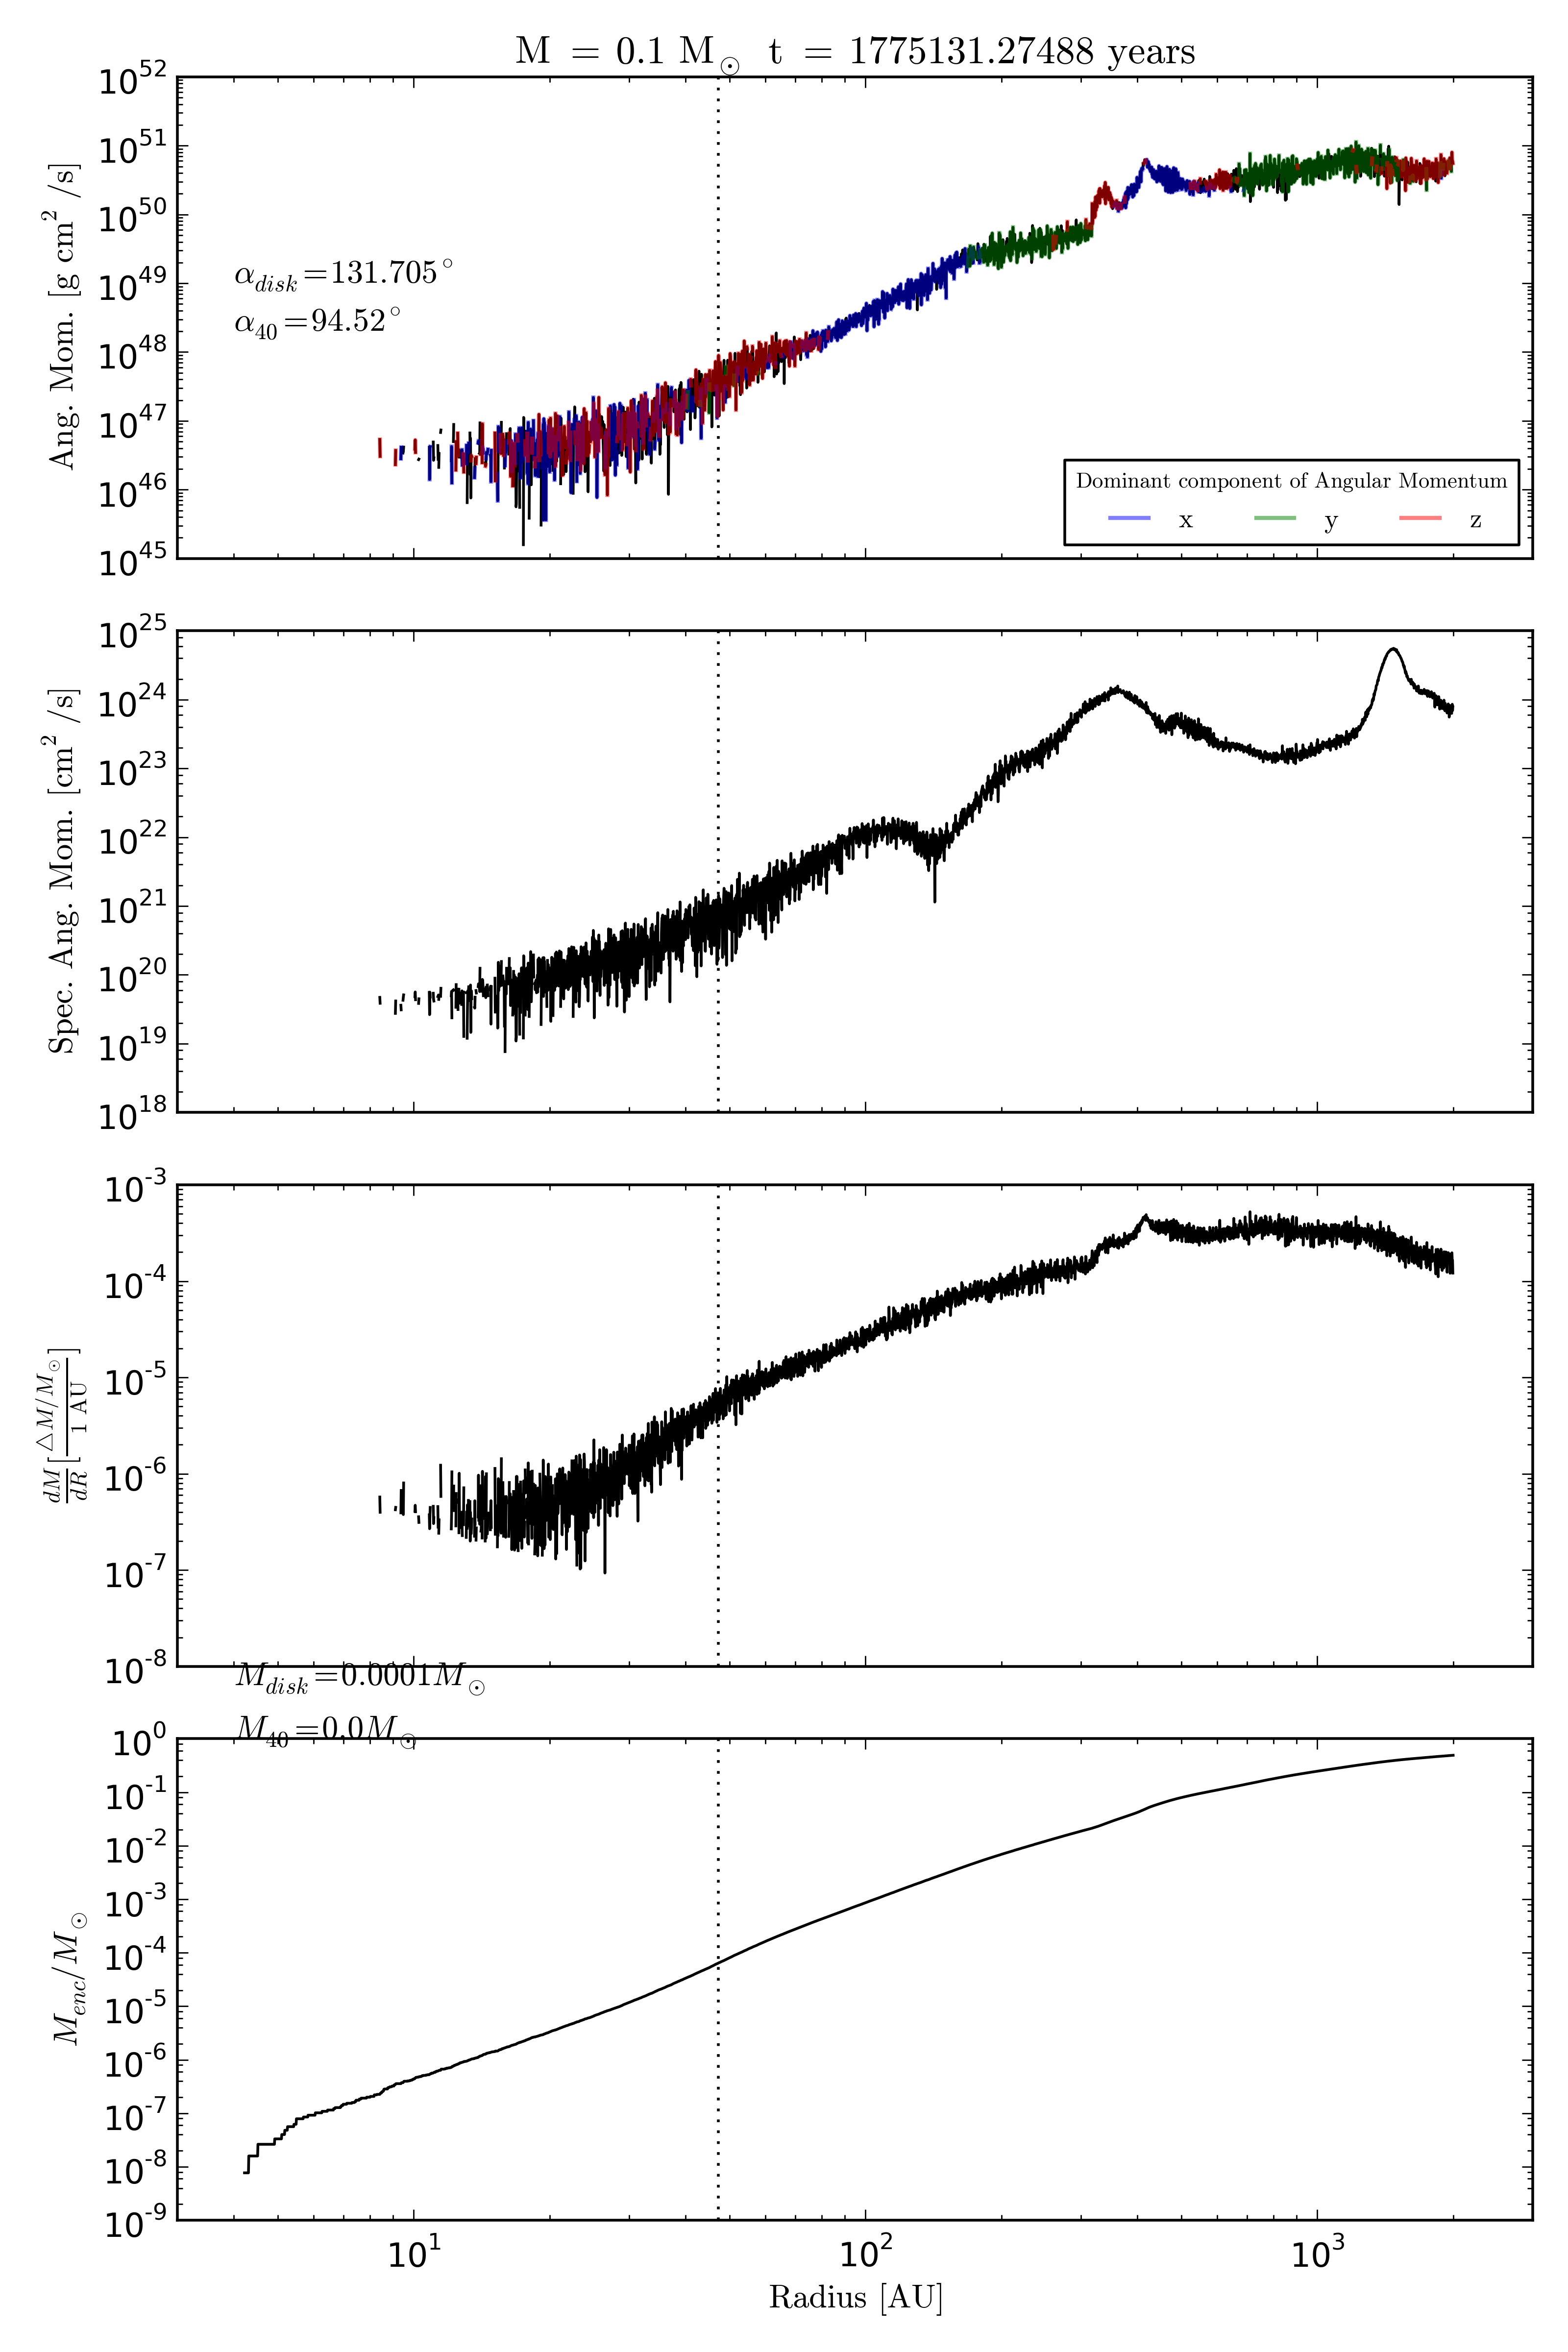 M = 0.1 M⊙ t = 1775131.27488 years
10^52
10^51
10^50
10^49
10^48
10^47
10^46
10^45
Ang. Mom. [g cm^2 /s]
α_disk=131.705°
α_40=94.52°
Dominant component of Angular Momentum
x y z
10^25
10^24
10^23
10^22
10^21
10^20
10^19
10^18
Spec. Ang. Mom. [cm^2 /s]
10^-3
10^-4
10^-5
10^-6
10^-7
10^-8
dM/dR [△M/M⊙ / 1 AU]
M_disk=0.0001M⊙
M_40=0.0M⊙
10^0
10^-1
10^-2
10^-3
10^-4
10^-5
10^-6
10^-7
10^-8
10^-9
M_enc/M⊙
10^1 10^2 10^3
Radius [AU]